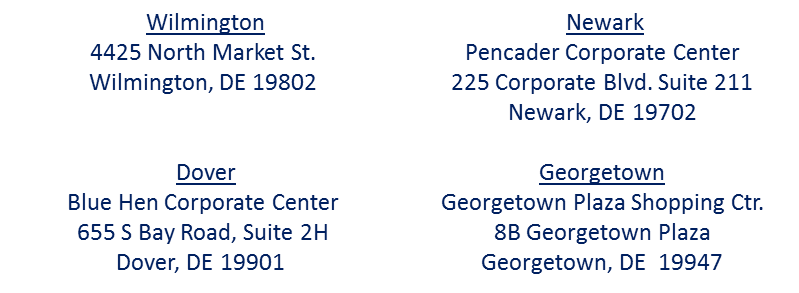 Wilmington
4425 North Market St.
Wilmington, DE 19802
Newark
Pencader Corporate Center
225 Corporate Blvd. Suite 211
Newark, DE 19702
Dover
Blue Hen Corporate Center
655 S Bay Road, Suite 2H
Dover, DE 19901
Georgetown
Georgetown Plaza Shopping Ctr.
8B Georgetown Plaza
Georgetown, DE  19947